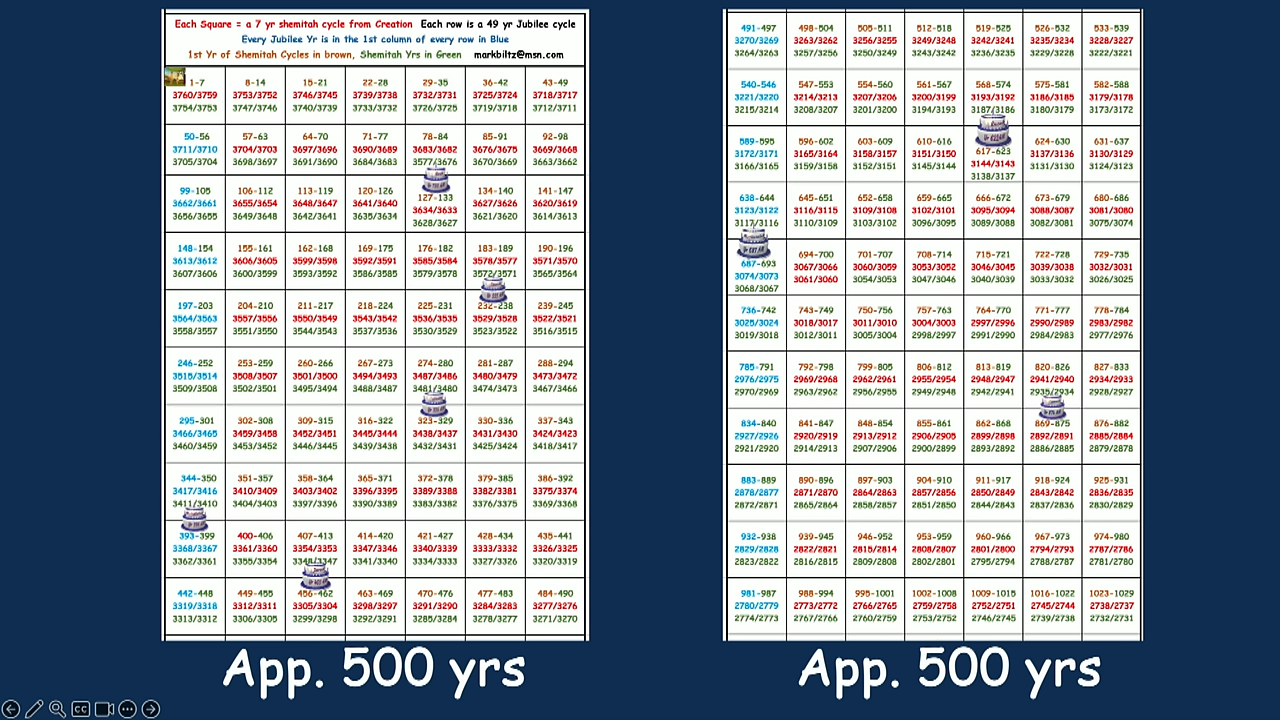 Each Square = a 7 yr shemitah cycle from Creation Each row is a 49 yr Jubilee cycle
Every Jubilee Yr is in the 1st column of every row in Blue
1st Yr of Shemitah Cycles in brown, Shemitah Yrs in Green markbiltz@msn.com
1-7 8-14 15-21 22-28 29-35 36-42 43-49
3760/3759 3753/3752 3746/3745 3739/3738 3732/3731 3725/3724 3718/3717
3754/3753 3747/3746 3740/3739 3733/3732 3726/3725 3719/3718 3712/3711
50-56 57-63 64-70 71-77 78-84 85-91 92-98
3711/3710 3704/3703 3697/3696 3690/3689 3683/3682 3676/3675 3669/3668
3705/3704 3698/3697 3691/3690 3684/3683 3577/3676 3670/3669 3663/3662
99-105 106-112 113-119 120-126 127-133 134-140 141-147
3662/3661 3655/3654 3648/3647 3641/3640 3634/3633 3627/3626 3620/3619
3656/3655 3649/3648 3642/3641 3635/3634 3628/3627 3621/3620 3614/3613
148-154 155-161 162-168 169-175 176-182 183-189 190-196
3613/3612 3606/3605 3599/3598 3592/3591 3585/3584 3578/3577 3571/3570
3607/3606 3600/3599 3593/3592 3586/3585 3579/3578 3572/3571 3565/3564
197-203 204-210 211-217 218-224 225-231 232-238 239-245
3564/3563 3557/3556 3550/3549 3543/3542 3536/3535 3529/3528 3522/3521
3558/3557 3551/3550 3544/3543 3537/3536 3530/3529 3523/3522 3516/3515
246-252 253-259 260-266 267-273 274-280 281-287 288-294
3515/3514 3508/3507 3501/3500 3494/3493 3487/3486 3480/3479 3473/3472
3509/3508 3502/3501 3495/3494 3488/3487 3481/3480 3474/3473 3467/3466
295-301 302-308 309-315 316-322 323-329 330-336 337-343
3466/3465 3459/3458 3452/3451 3445/3444 3438/3437 3431/3430 3424/3423
3460/3459 3453/3452 3446/3445 3439/3438 3432/3431 3425/3424 3418/3417
344-350 351-357 358-364 365-371 372-378 379-385 386-392
3417/3416 3410/3409 3403/3402 3396/3395 3389/3388 3382/3381 3375/3374
3411/3410 3404/3403 3397/3396 3390/3389 3383/3382 3376/3375 3369/3368
393-399 400-406 407-413 414-420 421-427 428-434 435-441
3368/3367 3361/3360 3354/3353 3347/3346 3340/3339 3333/3332 3326/3325
3362/3361 3355/3354 3348/3347 3341/3340 3334/3333 3327/3326 3320/3319
442-448 449-455 456-462 463-469 470-476 477-483 484-490
3319/3318 3312/3311 3305/3304 3298/3297 3291/3290 3284/3283 3277/3276
3313/3312 3306/3305 3299/3298 3292/3291 3285/3284 3278/3277 3271/3270
App. 500 yrs
491-497 498-504 505-511 512-518 519-525 526-532 533-539
3270/3269 3263/3262 3256/3255 3249/3248 3242/3241 3235/3234 3228/3227
3264/3263 3257/3256 3250/3249 3243/3242 3236/3235 3229/3228 3222/3221
540-546 547-553 554-560 561-567 568-574 575-581 582-588
3221/3220 3214/3213 3207/3206 3200/3199 3193/3192 3186/3185 3179/3178
3215/3214 3208/3207 3201/3200 3194/3193 3187/3186 3180/3179 3173/3172
589-595 596-602 603-609 610-616 617-623 624-630 631-637
3172/3171 3165/3164 3158/3157 3151/3150 3144/3143 3137/3136 3130/3129
3166/3165 3159/3158 3152/3151 3145/3144 3138/3137 3131/3130 3124/3123
638-644 645-651 652-658 659-665 666-672 673-679 680-686
3123/3122 3116/3115 3109/3108 3102/3101 3095/3094 3088/3087 3081/3080
3117/3116 3110/3109 3103/3102 3096/3095 3089/3088 3082/3081 3075/3074
687-693 694-700 701-707 708-714 715-721 722-728 729-735
3074/3073 3067/3066 3060/3059 3053/3052 3046/3045 3039/3038 3032/3031
3068/3067 3061/3060 3054/3053 3047/3046 3040/3039 3033/3032 3026/3025
736-742 743-749 750-756 757-763 764-770 771-777 778-784
3025/3024 3018/3017 3011/3010 3004/3003 2997/2996 2990/2989 2983/2982
3019/3018 3012/3011 3005/3004 2998/2997 2991/2990 2984/2983 2977/2976
785-791 792-798 799-805 806-812 813-819 820-826 827-833
2976/2975 2969/2968 2962/2961 2955/2954 2948/2947 2941/2940 2934/2933
2970/2969 2963/2962 2956/2955 2949/2948 2942/2941 2935/2934 2928/2927
834-840 841-847 848-854 855-861 862-868 869-875 876-882
2927/2926 2920/2919 2913/2912 2906/2905 2899/2898 2892/2891 2885/2884
2921/2920 2914/2913 2907/2906 2900/2899 2893/2892 2886/2885 2879/2878
883-889 890-896 897-903 904-910 911-917 918-924 925-931
2878/2877 2871/2870 2864/2863 2857/2856 2850/2849 2843/2842 2836/2835
2872/2871 2865/2864 2858/2857 2851/2850 2844/2843 2837/2836 2830/2829
932-938 939-945 946-952 953-959 960-966 967-973 974-980
2829/2828 2822/2821 2815/2814 2808/2807 2801/2800 2794/2793 2787/2786
2823/2822 2816/2815 2809/2808 2802/2801 2795/2794 2788/2787 2781/2780
981-987 988-994 995-1001 1002-1008 1009-1015 1016-1022 1023-1029
2780/2779 2773/2772 2766/2765 2759/2758 2752/2751 2745/2744 2738/2737
2774/2773 2767/2766 2760/2759 2753/2752 2746/2745 2739/2738 2732/2731
App. 500 yrs
CC